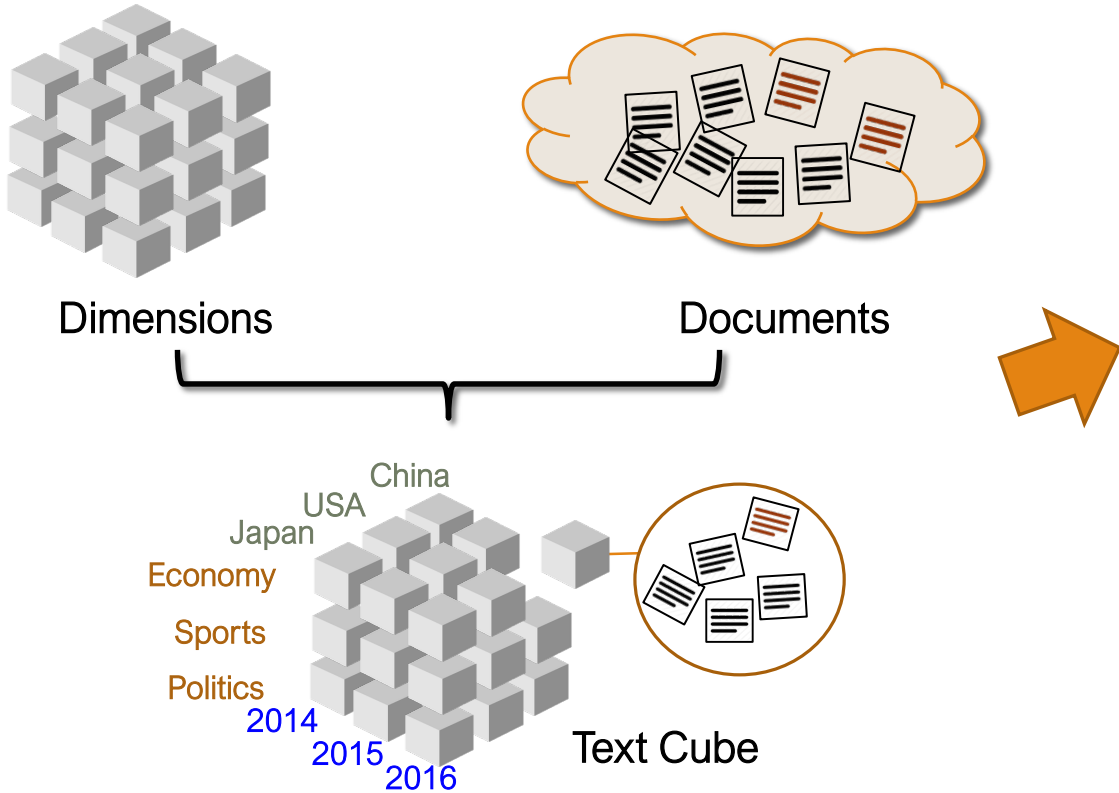 Dimensions
Documents
China
USA
Japan
Economy
Sports
Politics
2014
2015
2016
Text Cube